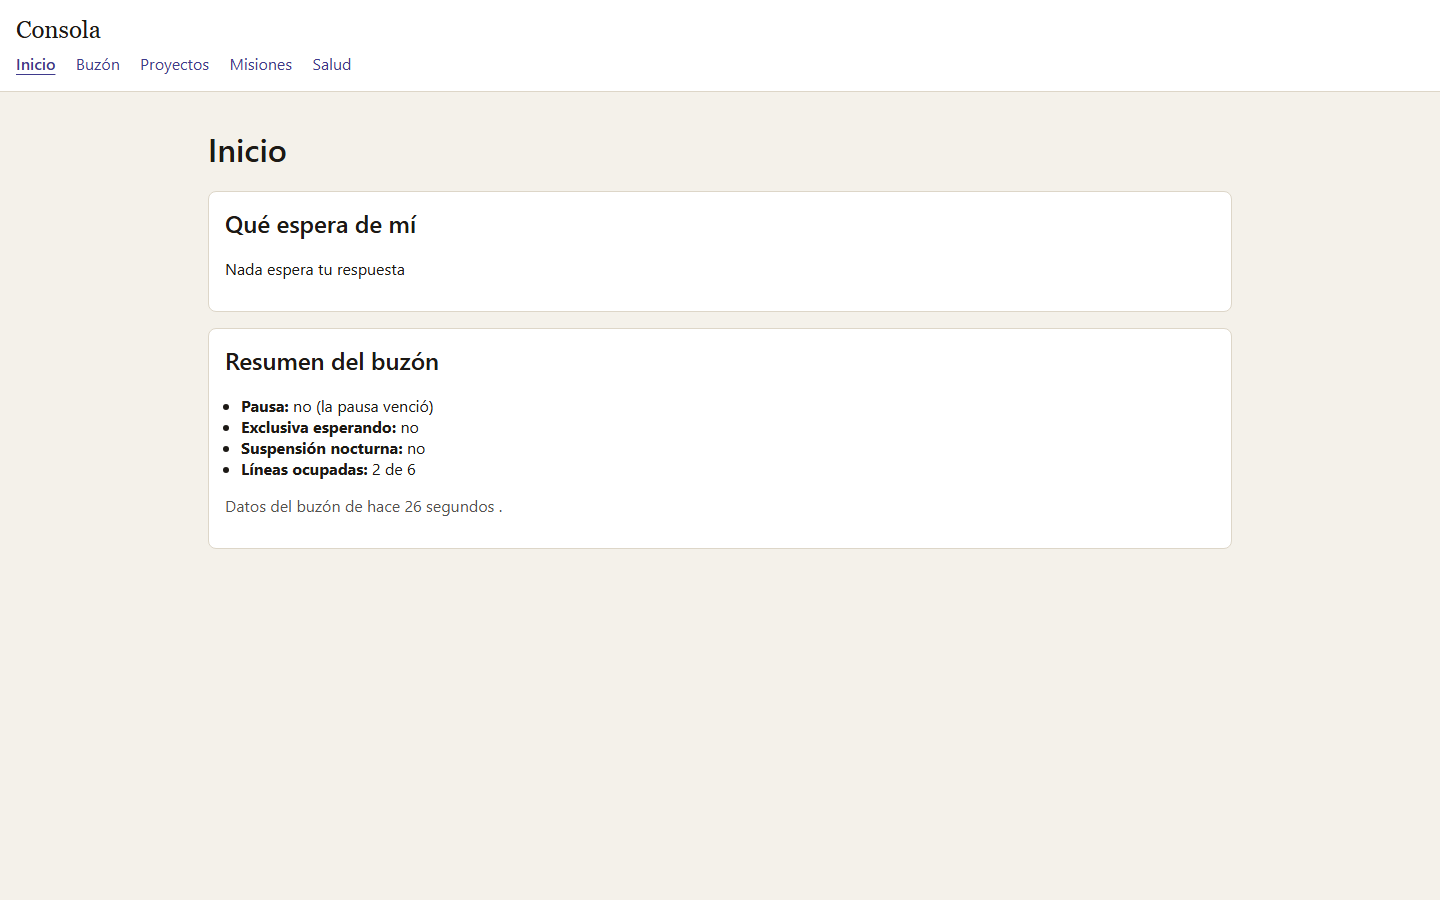 Consola
Inicio Buzón Proyectos Misiones Salud
Inicio
Qué espera de mí
Nada espera tu respuesta
Resumen del buzón
Pausa: no (la pausa venció)
Exclusiva esperando: no
Suspensión nocturna: no
Líneas ocupadas: 2 de 6
Datos del buzón de hace 26 segundos .